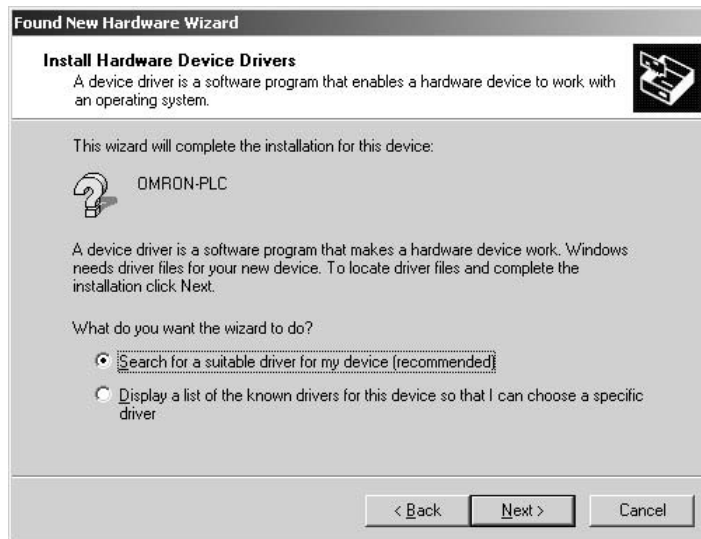 Found New Hardware Wizard
Install Hardware Device Drivers
A device driver is a software program that enables a hardware device to work with
an operating system.
This wizard will complete the installation for this device:
OMRON-PLC
A device driver is a software program that makes a hardware device work. Windows
needs driver files for your new device. To locate driver files and complete the
installation click Next.
What do you want the wizard to do?
Search for a suitable driver for my device (recommended)
Display a list of the known drivers for this device so that I can choose a specific
driver
< Back
Next >
Cancel